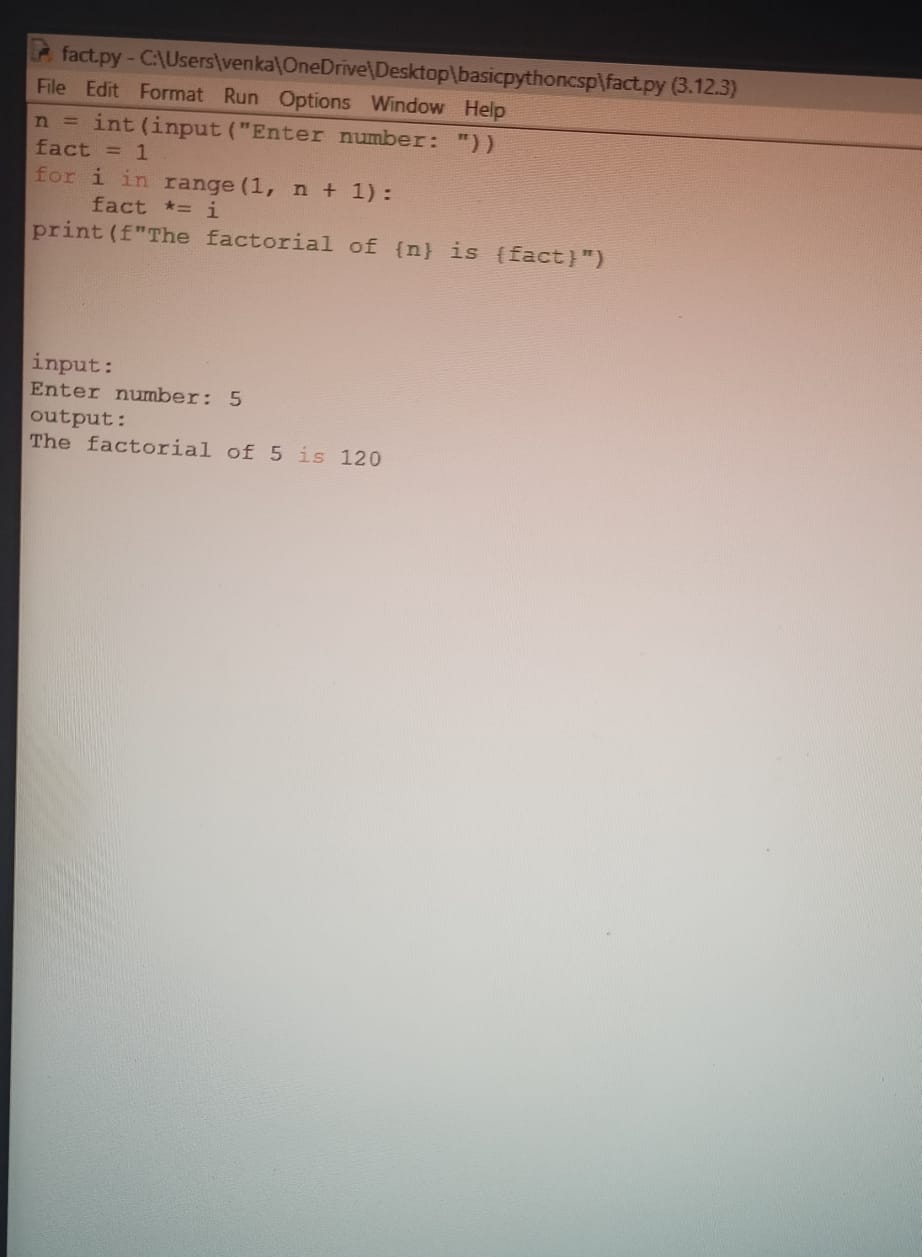 fact.py - C:\Users\venka\OneDrive\Desktop\basicpythoncsp\fact.py (3.12.3)
File Edit Format Run Options Window Help
n = int(input("Enter number: "))
fact = 1
for i in range(1, n + 1):
    fact *= i
print(f"The factorial of {n} is {fact}")
input:
Enter number: 5
output:
The factorial of 5 is 120